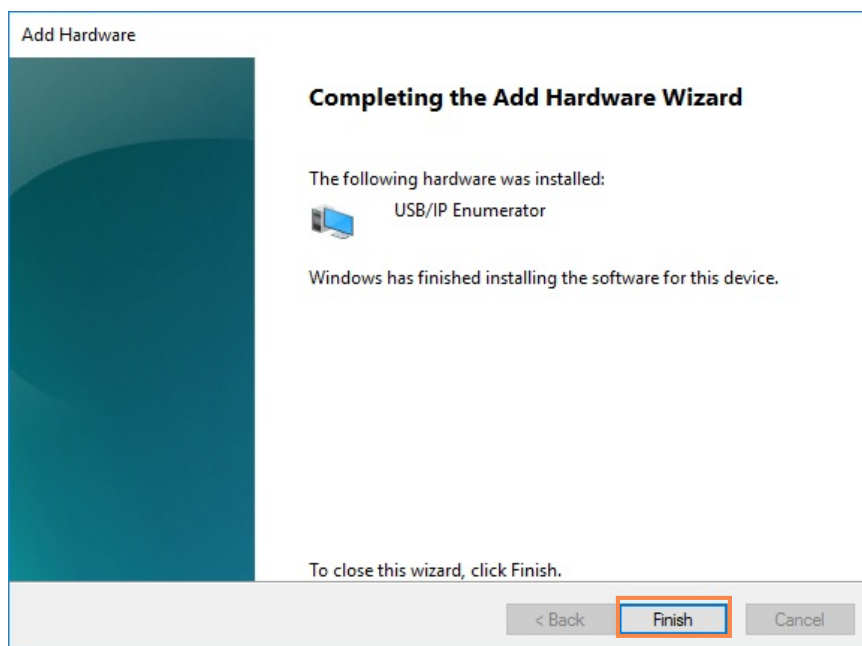 Add Hardware
Completing the Add Hardware Wizard
The following hardware was installed:
USB/IP Enumerator
Windows has finished installing the software for this device.
To close this wizard, click Finish.
< Back Finish Cancel